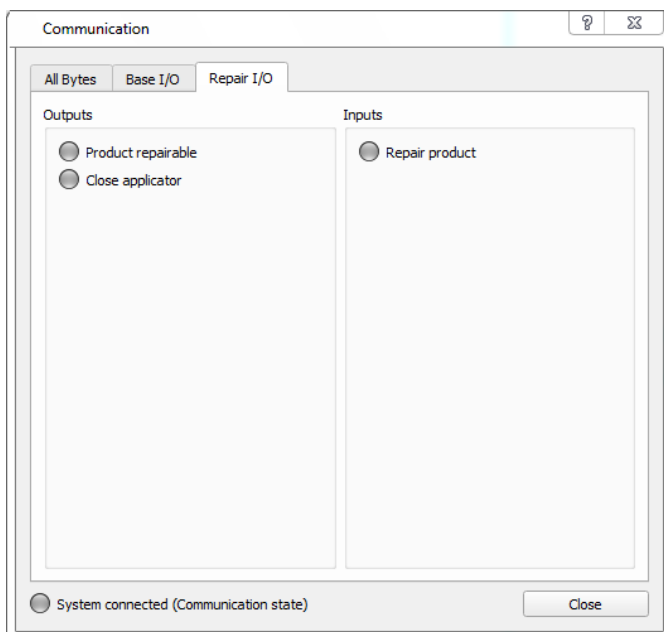 Communication
All Bytes Base I/O Repair I/O
Outputs Inputs
Product repairable Repair product
Close applicator
System connected (Communication state) Close